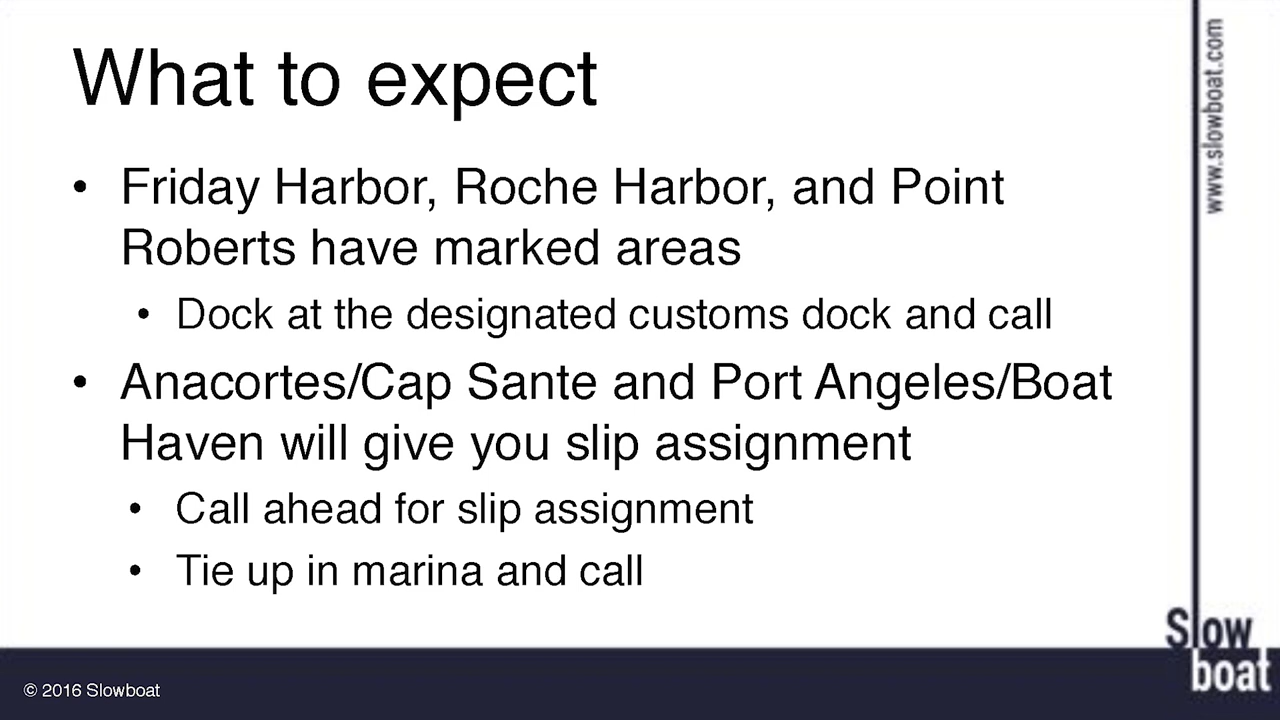 What to expect
• Friday Harbor, Roche Harbor, and Point
Roberts have marked areas
• Dock at the designated customs dock and call
• Anacortes/Cap Sante and Port Angeles/Boat
Haven will give you slip assignment
• Call ahead for slip assignment
• Tie up in marina and call
www.slowboat.com
Slow
boat
© 2016 Slowboat